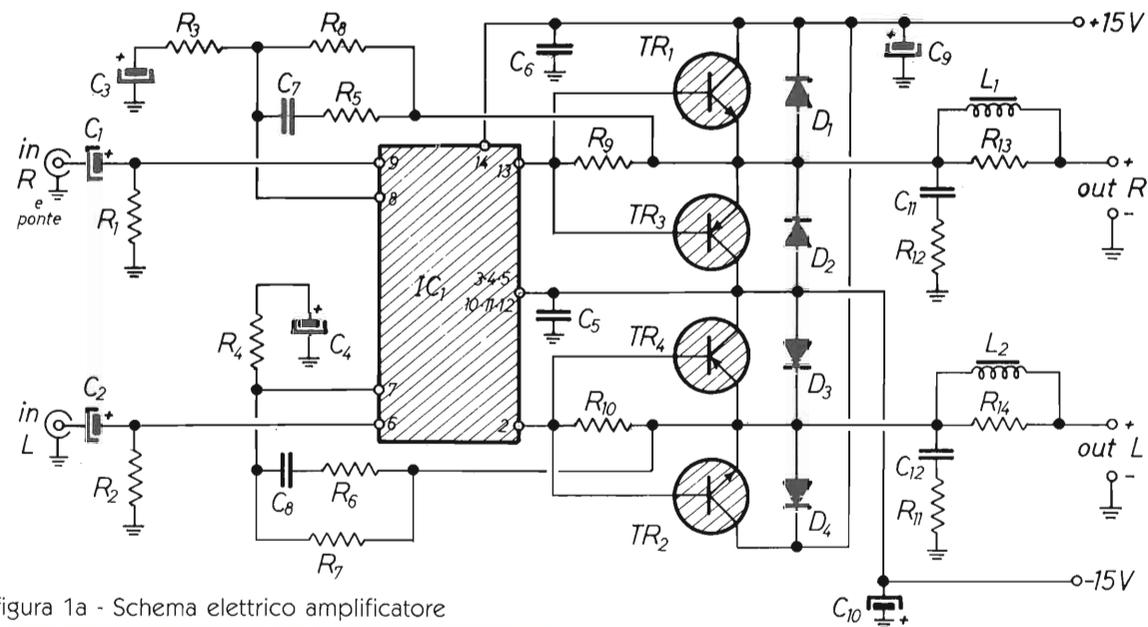 R3
R8
+
C3
C7
R5
C6
TR1
+
C9
+15V
L1
D1
in
R
e
ponte
C1
+
R1
9
14
13
8
R9
R13
+
out R
-
C11
R12
TR3
D2
IC1
3•4•5
10•11•12
C5
R4
+
C4
TR4
D3
L2
in
L
C2
+
7
6
2
R10
R14
+
out L
-
R2
C8
R6
R7
C12
R11
TR2
D4
-15V
C10
+
figura 1a - Schema elettrico amplificatore